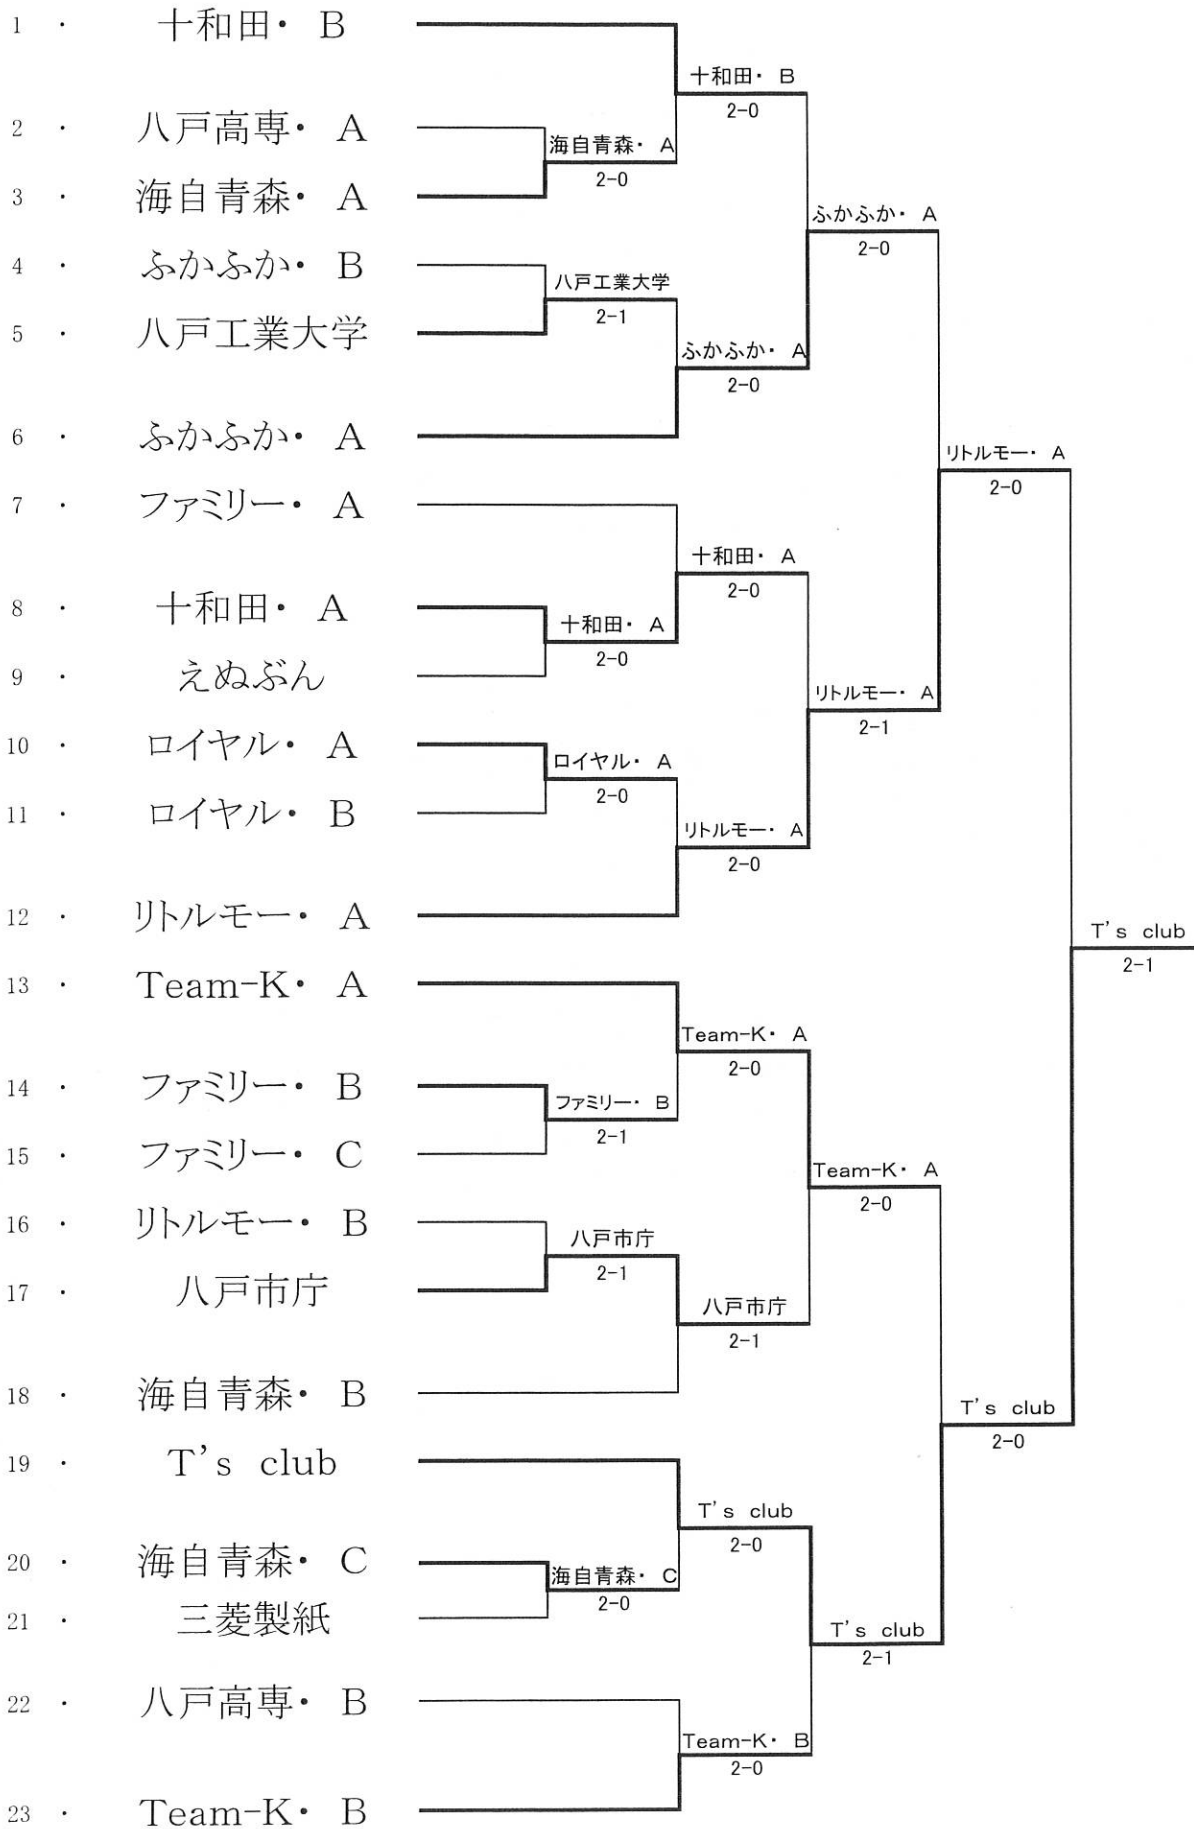 1 ・ 十和田・ B
十和田・ B
2-0
2 ・ 八戸高専・ A
海自青森・ A
2-0
3 ・ 海自青森・ A
ふかふか・ A
2-0
4 ・ ふかふか・ B
八戸工業大学
2-1
5 ・ 八戸工業大学
ふかふか・ A
2-0
6 ・ ふかふか・ A
リトルモー・ A
2-0
7 ・ ファミリー・ A
十和田・ A
2-0
8 ・ 十和田・ A
十和田・ A
2-0
9 ・ えぬぶん
リトルモー・ A
2-1
10 ・ ロイヤル・ A
ロイヤル・ A
2-0
11 ・ ロイヤル・ B
リトルモー・ A
2-0
12 ・ リトルモー・ A
T's club
2-1
13 ・ Team-K・ A
Team-K・ A
2-0
14 ・ ファミリー・ B
ファミリー・ B
2-1
15 ・ ファミリー・ C
Team-K・ A
2-0
16 ・ リトルモー・ B
八戸市庁
2-1
17 ・ 八戸市庁
八戸市庁
2-1
18 ・ 海自青森・ B
T's club
2-0
19 ・ T's club
T's club
2-0
20 ・ 海自青森・ C
海自青森・ C
2-0
21 ・ 三菱製紙
T's club
2-1
22 ・ 八戸高専・ B
Team-K・ B
2-0
23 ・ Team-K・ B